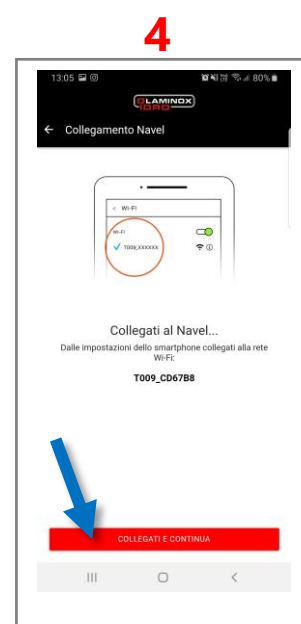 4
13:05 80%
LAMINOX
IDRO
← Collegamento Navel
< Wi-Fi
Wi-Fi
✓ T009_XXXXXX
Collegati al Navel...
Dalle impostazioni dello smartphone collegati alla rete
Wi-Fi:
T009_CD67B8
COLLEGATI E CONTINUA